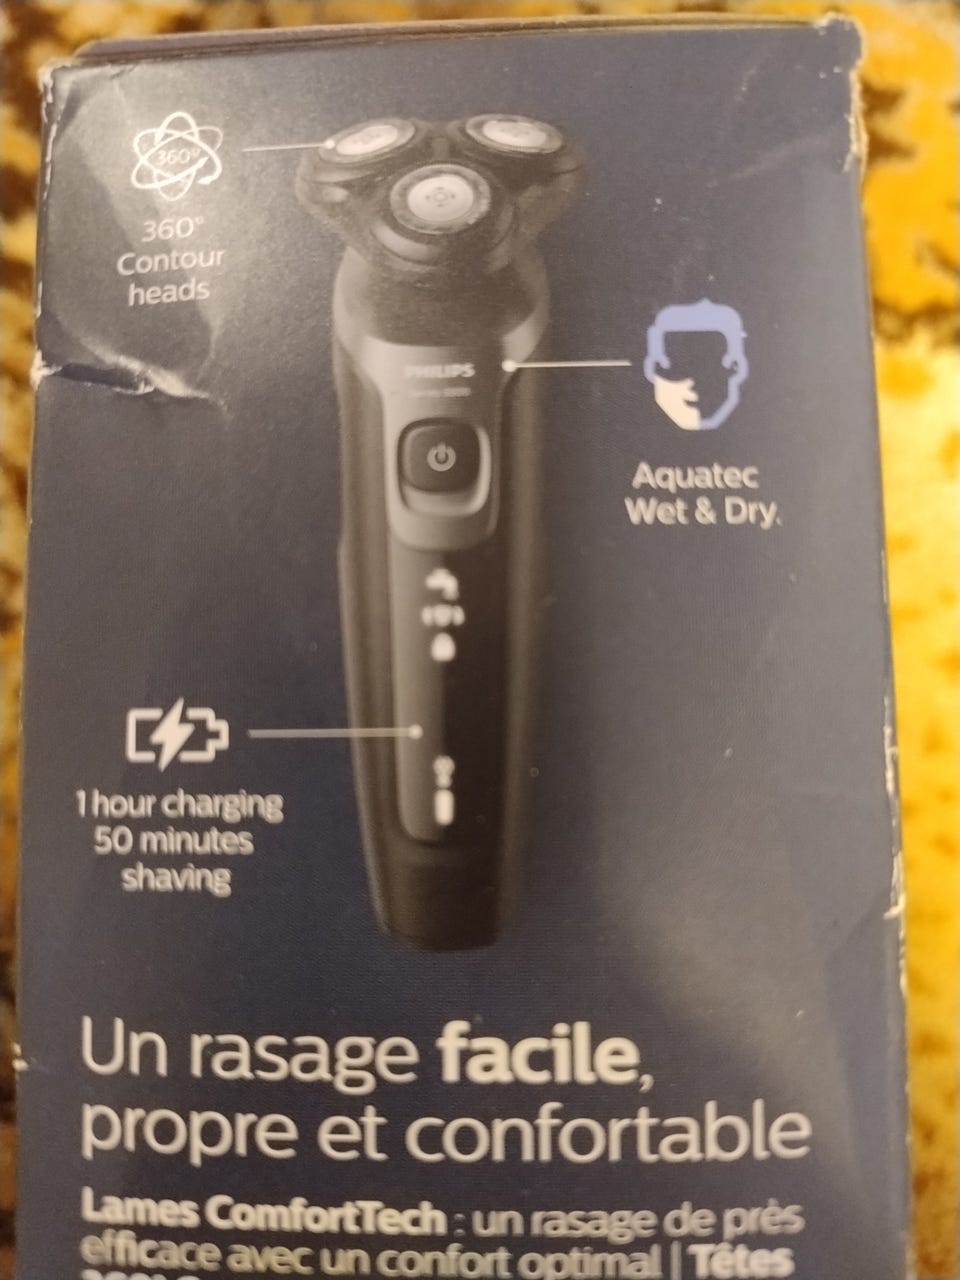 360°
360°
Contour
heads
PHILIPS
Aquatec
Wet & Dry.
1 hour charging
50 minutes
shaving
Un rasage facile,
propre et confortable
Lames ComfortTech : un rasage de près
efficace avec un confort optimal | Têtes